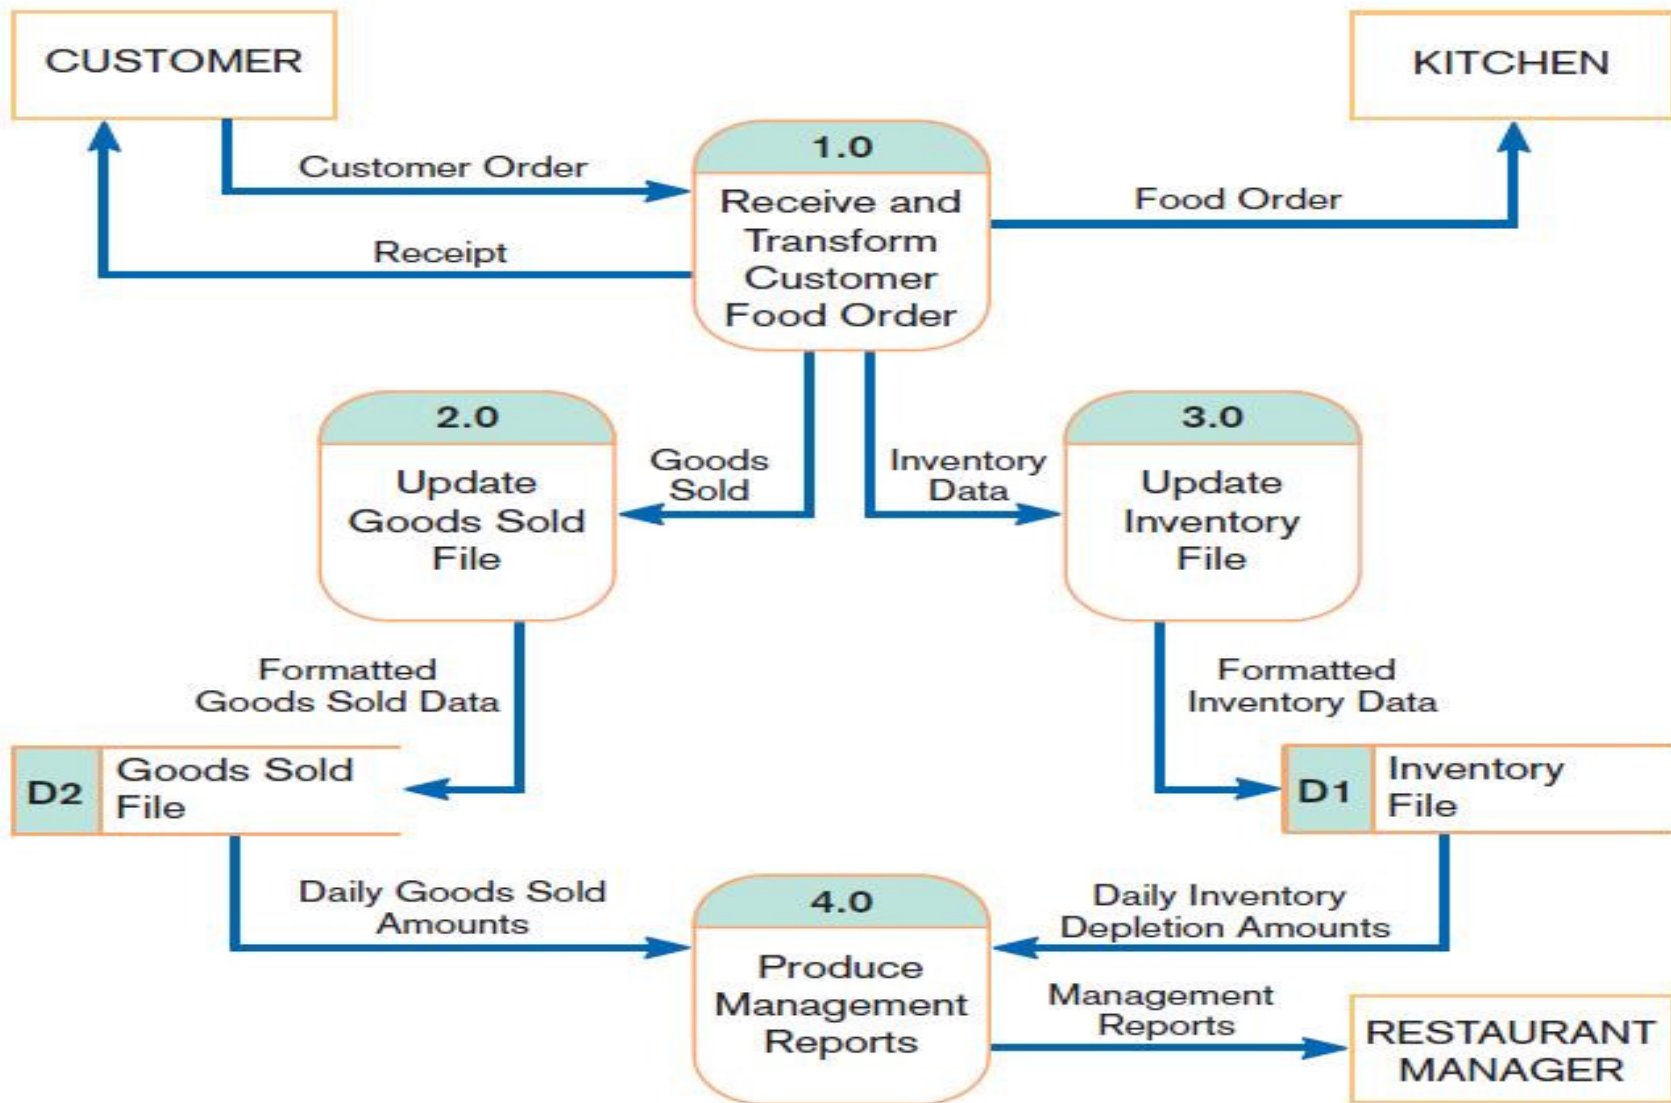 CUSTOMER
KITCHEN
1.0
Receive and
Transform
Customer
Food Order
Customer Order
Receipt
Food Order
2.0
Update
Goods Sold
File
Goods
Sold
Inventory
Data
3.0
Update
Inventory
File
Formatted
Goods Sold Data
Formatted
Inventory Data
D2
Goods Sold
File
D1
Inventory
File
Daily Goods Sold
Amounts
4.0
Produce
Management
Reports
Daily Inventory
Depletion Amounts
Management
Reports
RESTAURANT
MANAGER